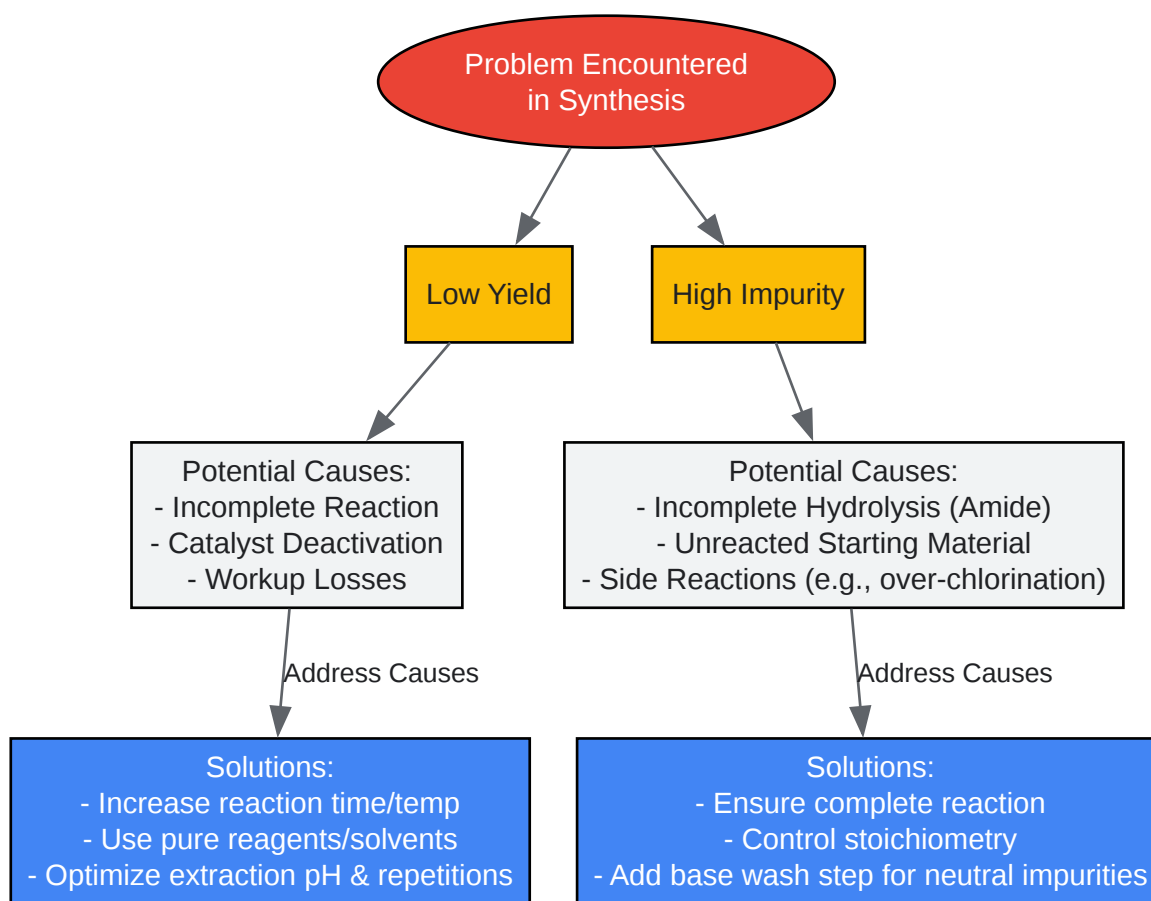 Problem Encountered
in Synthesis
Low Yield
High Impurity
Potential Causes:
- Incomplete Reaction
- Catalyst Deactivation
- Workup Losses
Potential Causes:
- Incomplete Hydrolysis (Amide)
- Unreacted Starting Material
- Side Reactions (e.g., over-chlorination)
Address Causes
Address Causes
Solutions:
- Increase reaction time/temp
- Use pure reagents/solvents
- Optimize extraction pH & repetitions
Solutions:
- Ensure complete reaction
- Control stoichiometry
- Add base wash step for neutral impurities